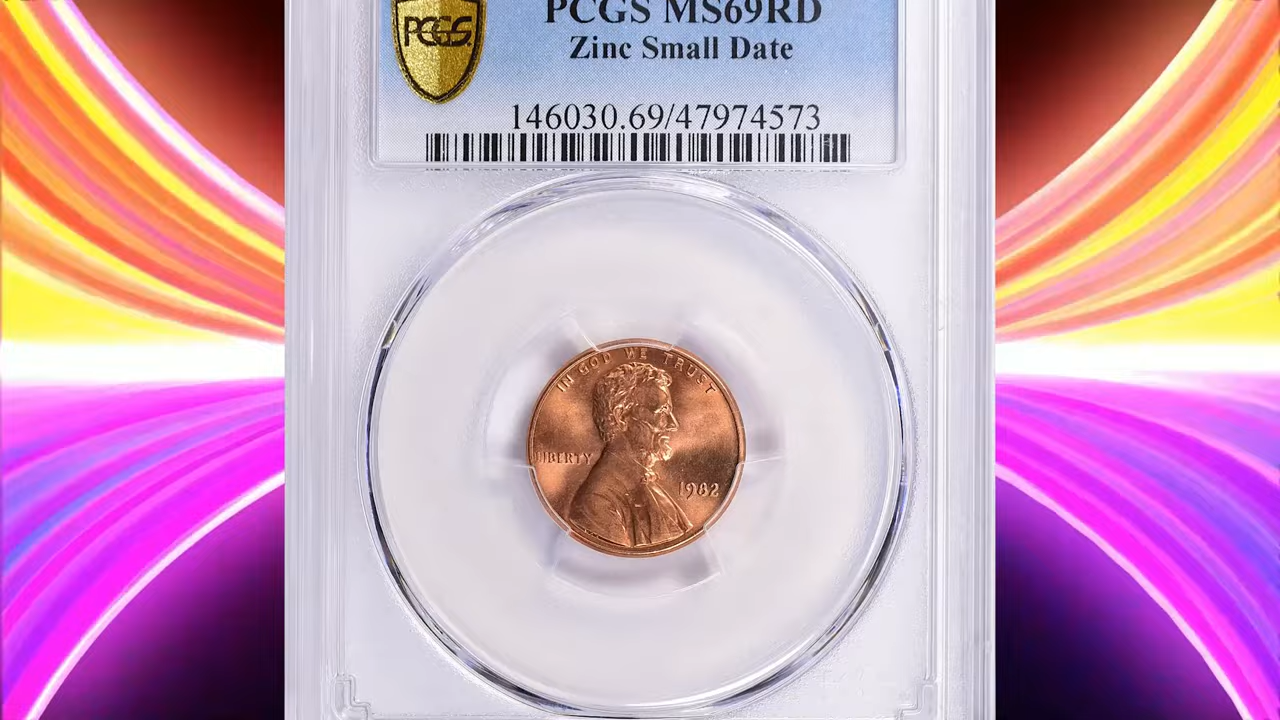 PCGS
PCGS MS69RD
Zinc Small Date
146030.69/47974573
IN GOD WE TRUST
LIBERTY
1982